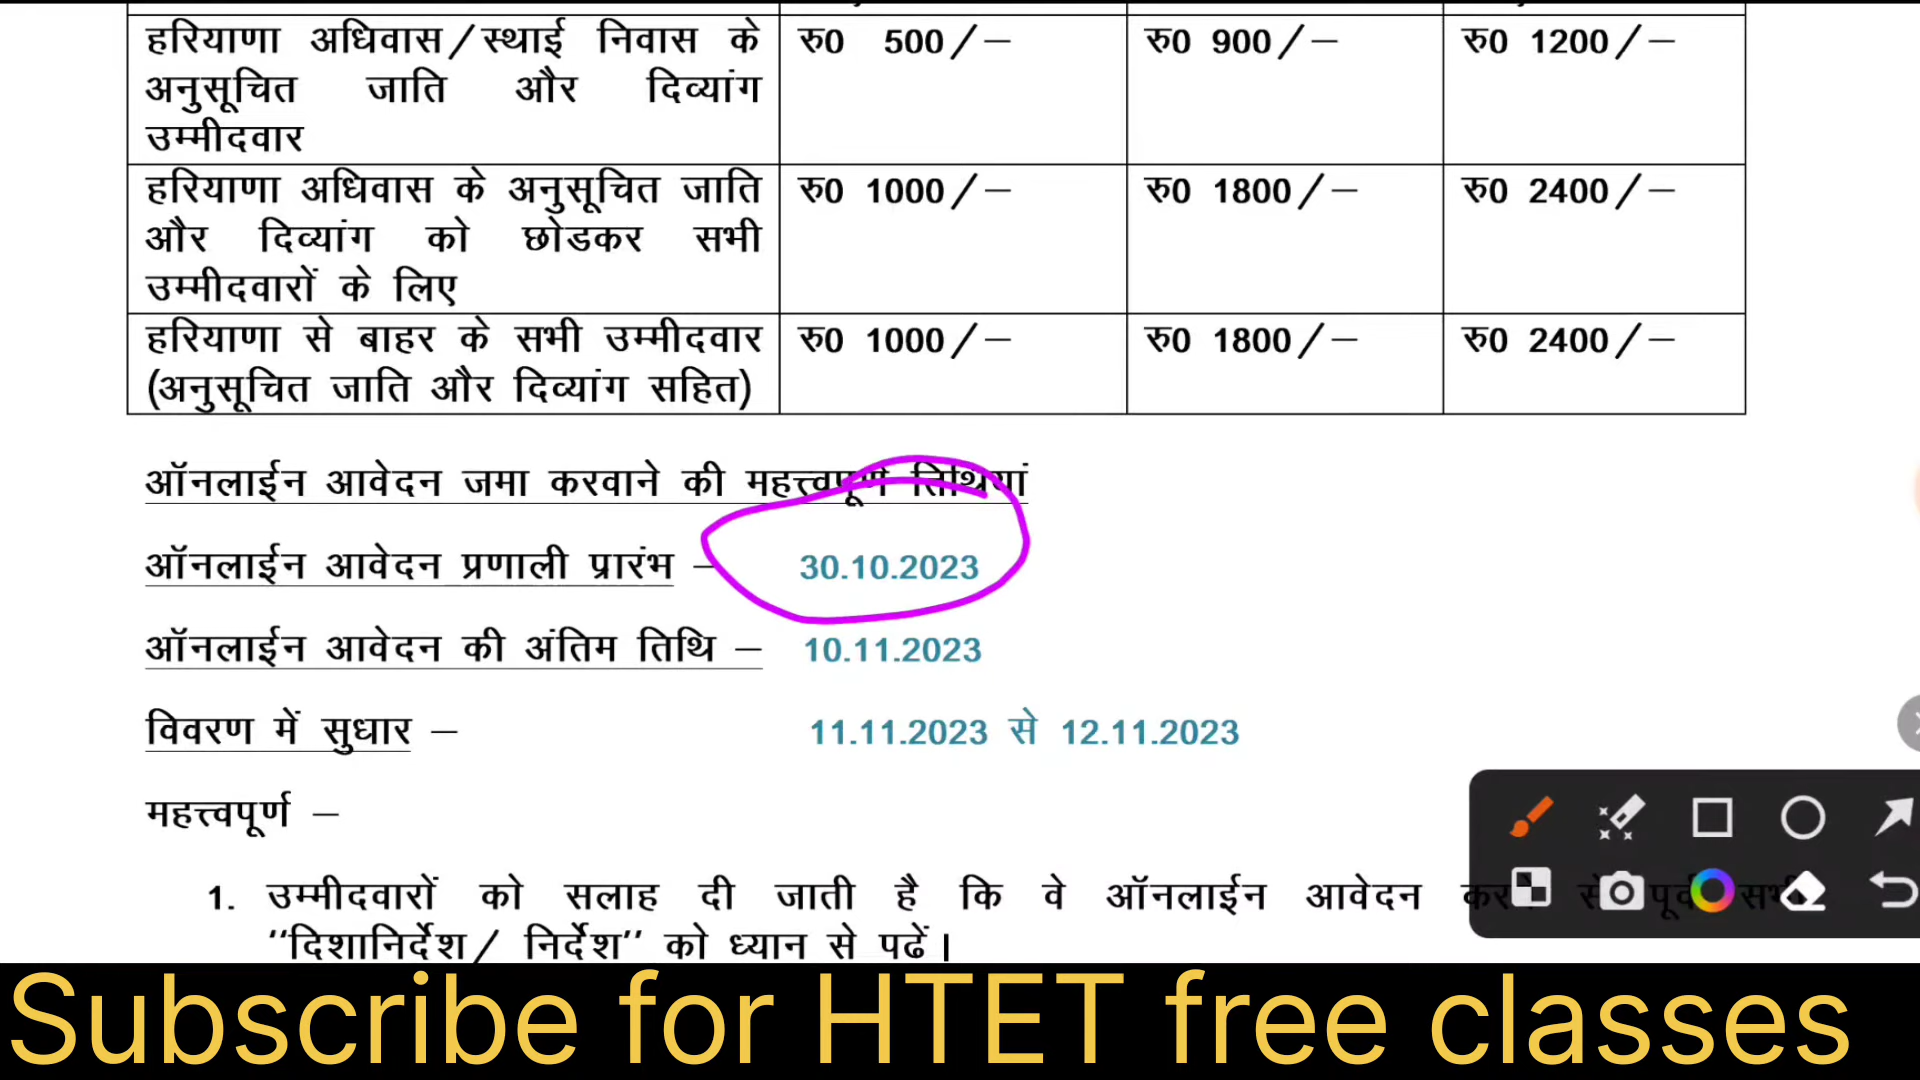 हरियाणा अधिवास/स्थाई निवास के रु0 500/– रु0 900/– रु0 1200/–
अनुसूचित जाति और दिव्यांग
उम्मीदवार
हरियाणा अधिवास के अनुसूचित जाति रु0 1000/– रु0 1800/– रु0 2400/–
और दिव्यांग को छोडकर सभी
उम्मीदवारों के लिए
हरियाणा से बाहर के सभी उम्मीदवार रु0 1000/– रु0 1800/– रु0 2400/–
(अनुसूचित जाति और दिव्यांग सहित)
ऑनलाईन आवेदन जमा करवाने की महत्त्वपूर्ण तिथियां
ऑनलाईन आवेदन प्रणाली प्रारंभ – 30.10.2023
ऑनलाईन आवेदन की अंतिम तिथि – 10.11.2023
विवरण में सुधार – 11.11.2023 से 12.11.2023
महत्त्वपूर्ण –
1. उम्मीदवारों को सलाह दी जाती है कि वे ऑनलाईन आवेदन से पूर्व सभी
''दिशानिर्देश/ निर्देश'' को ध्यान से पढें।
Subscribe for HTET free classes